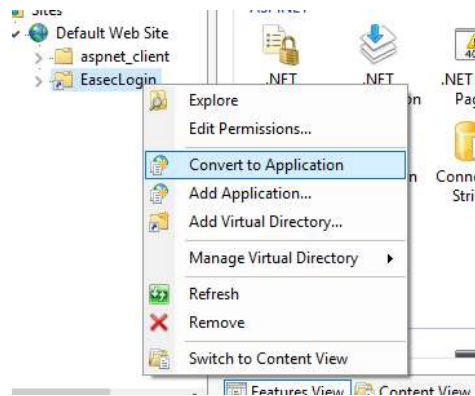 Sites
Default Web Site
aspnet_client
EasecLogin
.NET
.NET
.NET
Explore
Edit Permissions...
Convert to Application
Add Application...
Add Virtual Directory...
Manage Virtual Directory
Refresh
Remove
Switch to Content View
Features View
Content View